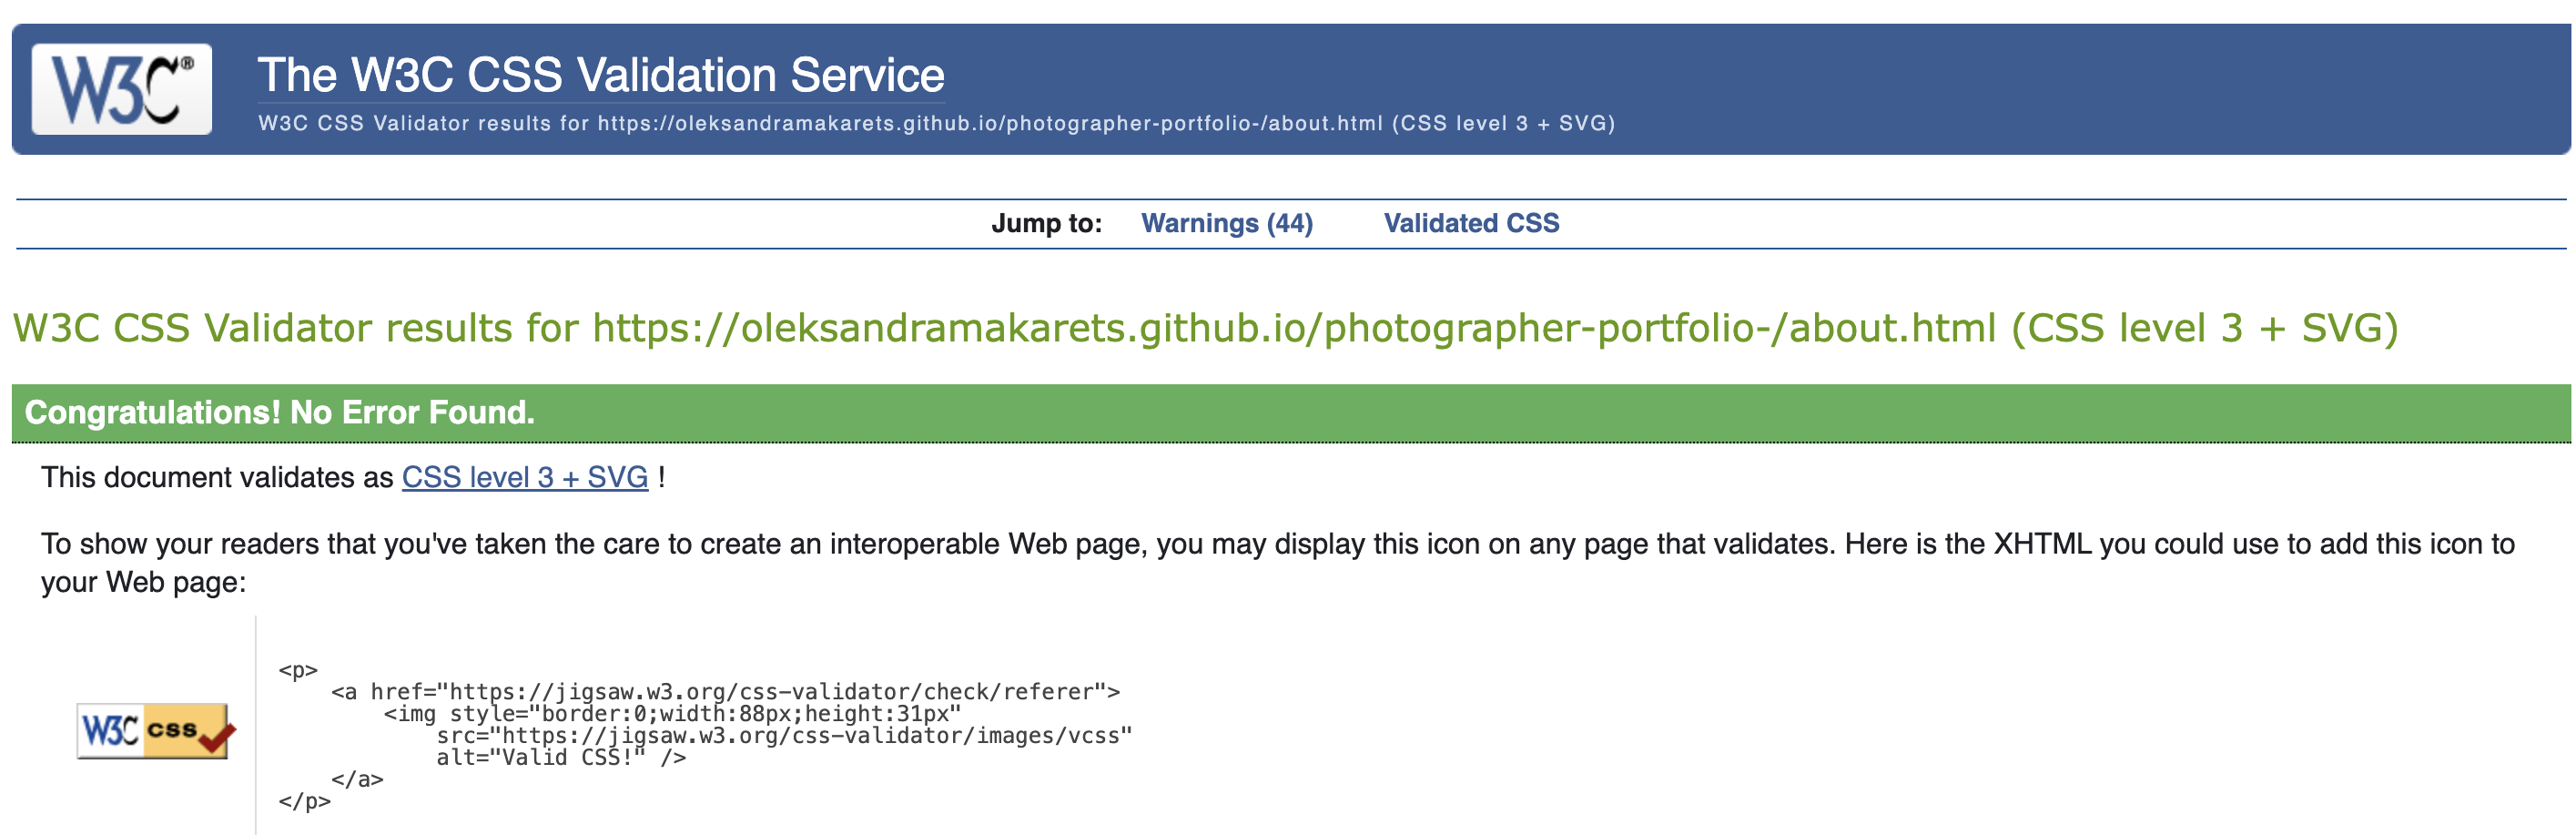 W3C®
The W3C CSS Validation Service
W3C CSS Validator results for https://oleksandramakarets.github.io/photographer-portfolio-/about.html (CSS level 3 + SVG)
Jump to: Warnings (44) Validated CSS
W3C CSS Validator results for https://oleksandramakarets.github.io/photographer-portfolio-/about.html (CSS level 3 + SVG)
Congratulations! No Error Found.
This document validates as CSS level 3 + SVG !
To show your readers that you've taken the care to create an interoperable Web page, you may display this icon on any page that validates. Here is the XHTML you could use to add this icon to
your Web page:
W3C css
<p>
    <a href="https://jigsaw.w3.org/css-validator/check/referer">
        <img style="border:0;width:88px;height:31px"
            src="https://jigsaw.w3.org/css-validator/images/vcss"
            alt="Valid CSS!" />
    </a>
</p>